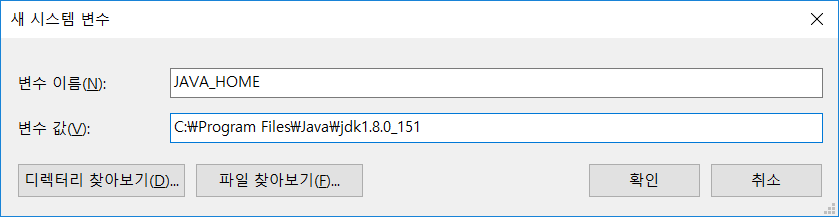 새 시스템 변수
변수 이름(N):
JAVA_HOME
변수 값(V):
C:₩Program Files₩Java₩jdk1.8.0_151
디렉터리 찾아보기(D)...
파일 찾아보기(F)...
확인
취소